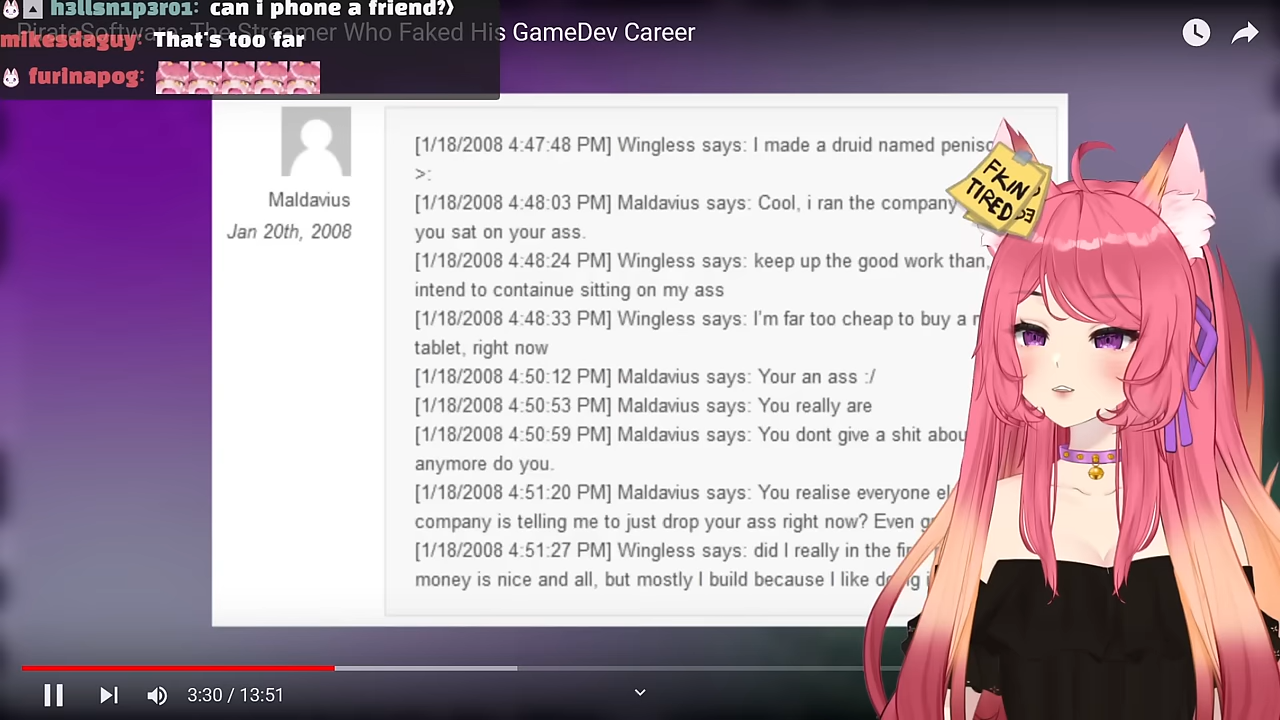 h3llsn1p3r01: can i phone a friend?)
PirateSoftware: The Streamer Who Faked His GameDev Career
mikesdaguy: That's too far
furinapog:
FKIN
TIRED
Maldavius
Jan 20th, 2008
[1/18/2008 4:47:48 PM] Wingless says: I made a druid named
>:
[1/18/2008 4:48:03 PM] Maldavius says: Cool, i ran the company
you sat on your ass.
[1/18/2008 4:48:24 PM] Wingless says: keep up the good work than,
intend to containue sitting on my ass
[1/18/2008 4:48:33 PM] Wingless says: I'm far too cheap to buy a
tablet, right now
[1/18/2008 4:50:12 PM] Maldavius says: Your an ass :/
[1/18/2008 4:50:53 PM] Maldavius says: You really are
[1/18/2008 4:50:59 PM] Maldavius says: You dont give a shit
anymore do you.
[1/18/2008 4:51:20 PM] Maldavius says: You realise everyone
company is telling me to just drop your ass right now? Even
[1/18/2008 4:51:27 PM] Wingless says: did I really in the
money is nice and all, but mostly I build because I like
3:30 / 13:51